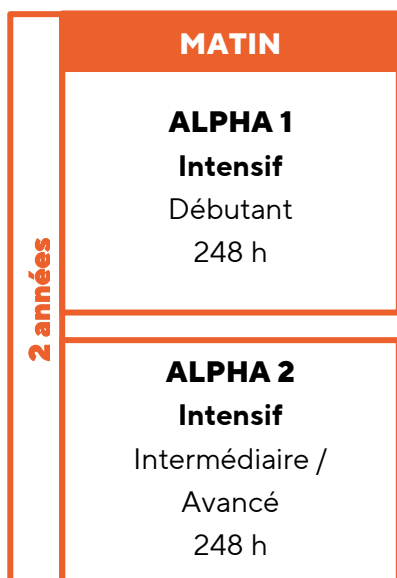 MATIN
ALPHA 1
Intensif
Débutant
248 h
2 années
ALPHA 2
Intensif
Intermédiaire /
Avancé
248 h